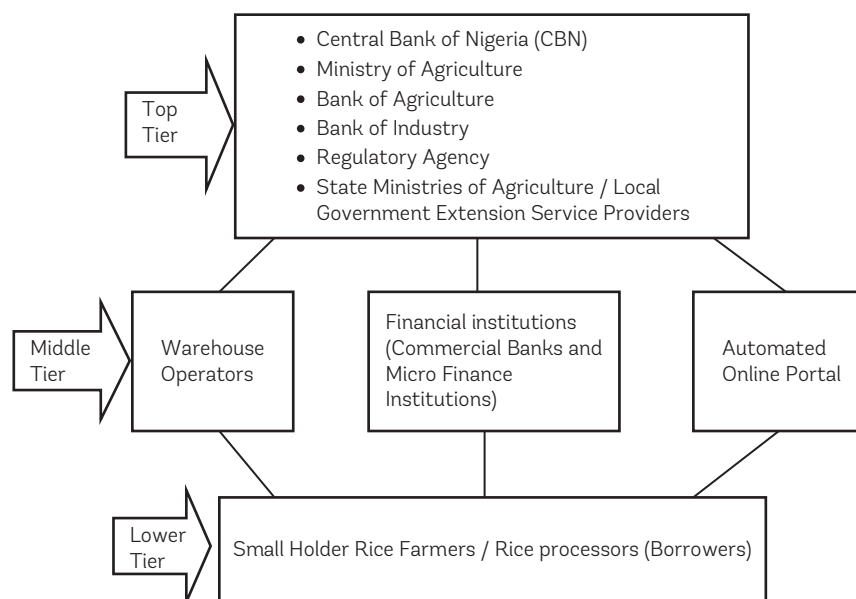 Top
Tier
• Central Bank of Nigeria (CBN)
• Ministry of Agriculture
• Bank of Agriculture
• Bank of Industry
• Regulatory Agency
• State Ministries of Agriculture / Local
Government Extension Service Providers
Middle
Tier
Warehouse
Operators
Financial institutions
(Commercial Banks and
Micro Finance
Institutions)
Automated
Online Portal
Lower
Tier
Small Holder Rice Farmers / Rice processors (Borrowers)